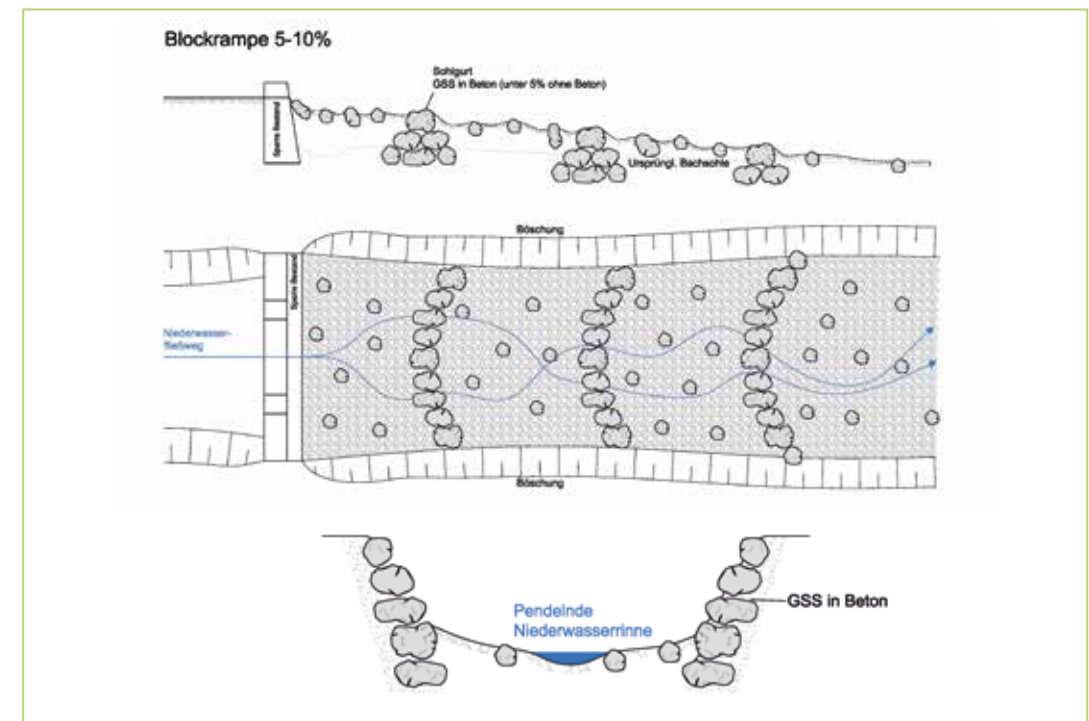 Blockrampe 5-10%
Sohlgurt
GSS in Beton (unter 5% ohne Beton)
Sperre Bestand
Ursprüngl. Bachsohle
Böschung
Sperre Bestand
Niederwasser-
fließweg
Böschung
Pendelnde
Niederwasserrinne
GSS in Beton